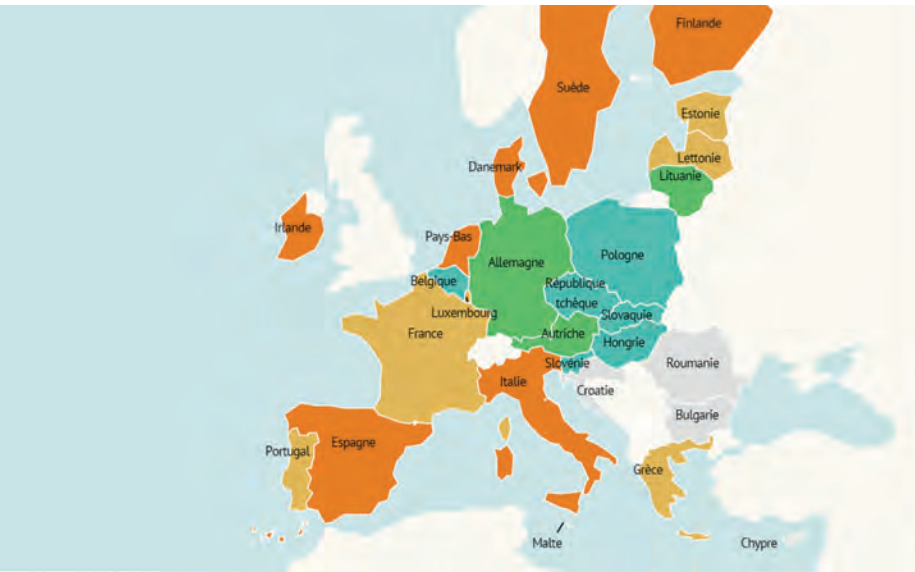 Finlande
Suède
Estonie
Lettonie
Danemark
Lituanie
Irlande
Pays-Bas
Pologne
Allemagne
Belgique
République
tchèque
Luxembourg
Slovaquie
France
Autriche
Hongrie
Slovénie
Roumanie
Italie
Croatie
Bulgarie
Espagne
Portugal
Grèce
Malte
Chypre